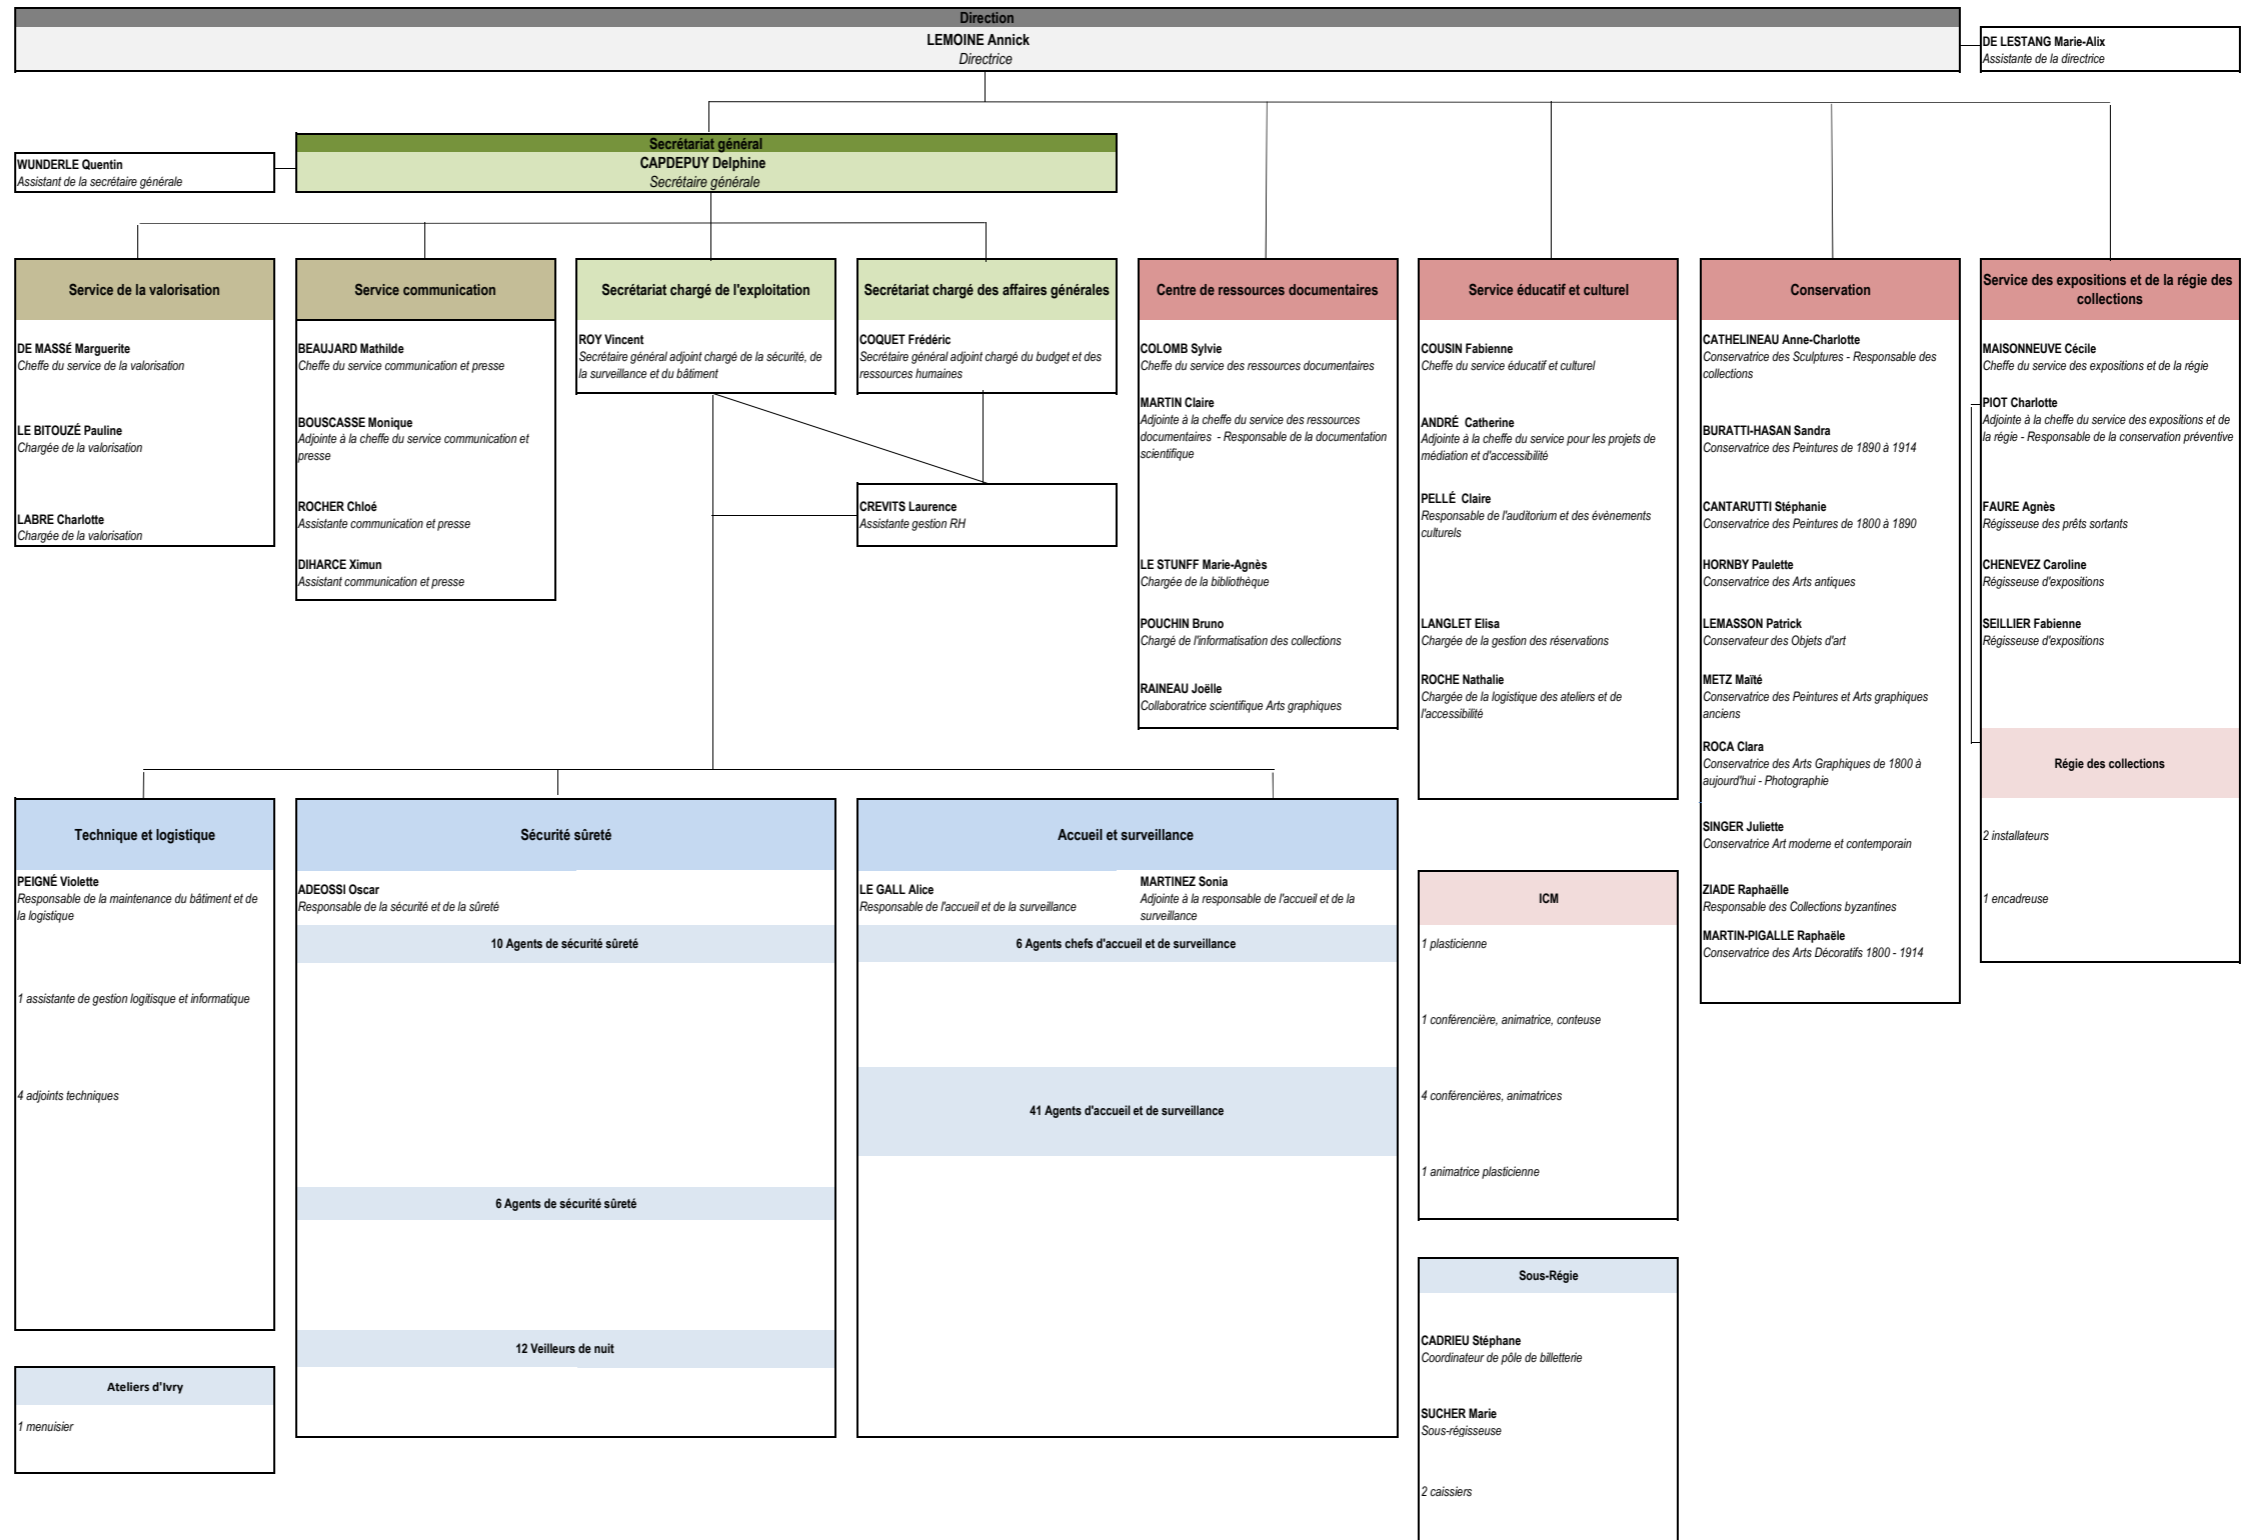 Direction
LEMOINE Annick
Directrice
DE LESTANG Marie-Alix
Assistante de la directrice
WUNDERLE Quentin
Assistant de la secrétaire générale
Secrétariat général
CAPDEPUY Delphine
Secrétaire générale
Service de la valorisation
DE MASSÉ Marguerite
Cheffe du service de la valorisation
LE BITOUZÉ Pauline
Chargée de la valorisation
LABRE Charlotte
Chargée de la valorisation
Service communication
BEAUJARD Mathilde
Cheffe du service communication et presse
BOUSCASSE Monique
Adjointe à la cheffe du service communication et
presse
ROCHER Chloé
Assistante communication et presse
DIHARCE Ximun
Assistant communication et presse
Secrétariat chargé de l'exploitation
ROY Vincent
Secrétaire général adjoint chargé de la sécurité, de
la surveillance et du bâtiment
Secrétariat chargé des affaires générales
COQUET Frédéric
Secrétaire général adjoint chargé du budget et des
ressources humaines
CREVITS Laurence
Assistante gestion RH
Centre de ressources documentaires
COLOMB Sylvie
Cheffe du service des ressources documentaires
MARTIN Claire
Adjointe à la cheffe du service des ressources
documentaires - Responsable de la documentation
scientifique
LE STUNFF Marie-Agnès
Chargée de la bibliothèque
POUCHIN Bruno
Chargé de l'informatisation des collections
RAINEAU Joëlle
Collaboratrice scientifique Arts graphiques
Service éducatif et culturel
COUSIN Fabienne
Cheffe du service éducatif et culturel
ANDRÉ Catherine
Adjointe à la cheffe du service pour les projets de
médiation et d'accessibilité
PELLÉ Claire
Responsable de l'auditorium et des évènements
culturels
LANGLET Elisa
Chargée de la gestion des réservations
ROCHE Nathalie
Chargée de la logistique des ateliers et de
l'accessibilité
Conservation
CATHELINEAU Anne-Charlotte
Conservatrice des Sculptures - Responsable des
collections
BURATTI-HASAN Sandra
Conservatrice des Peintures de 1890 à 1914
CANTARUTTI Stéphanie
Conservatrice des Peintures de 1800 à 1890
HORNBY Paulette
Conservatrice des Arts antiques
LEMASSON Patrick
Conservateur des Objets d'art
METZ Maïté
Conservatrice des Peintures et Arts graphiques
anciens
ROCA Clara
Conservatrice des Arts Graphiques de 1800 à
aujourd'hui - Photographie
SINGER Juliette
Conservatrice Art moderne et contemporain
ZIADE Raphaëlle
Responsable des Collections byzantines
MARTIN-PIGALLE Raphaële
Conservatrice des Arts Décoratifs 1800 - 1914
Service des expositions et de la régie des
collections
MAISONNEUVE Cécile
Cheffe du service des expositions et de la régie
PIOT Charlotte
Adjointe à la cheffe du service des expositions et de
la régie - Responsable de la conservation préventive
FAURE Agnès
Régisseuse des prêts sortants
CHENEVEZ Caroline
Régisseuse d'expositions
SEILLIER Fabienne
Régisseuse d'expositions
Régie des collections
2 installateurs
1 encadreuse
Technique et logistique
PEIGNÉ Violette
Responsable de la maintenance du bâtiment et de
la logistique
1 assistante de gestion logitisque et informatique
4 adjoints techniques
Ateliers d'Ivry
1 menuisier
Sécurité sûreté
ADEOSSI Oscar
Responsable de la sécurité et de la sûreté
10 Agents de sécurité sûreté
6 Agents de sécurité sûreté
12 Veilleurs de nuit
Accueil et surveillance
LE GALL Alice
Responsable de l'accueil et de la surveillance
MARTINEZ Sonia
Adjointe à la responsable de l'accueil et de la
surveillance
6 Agents chefs d'accueil et de surveillance
41 Agents d'accueil et de surveillance
ICM
1 plasticienne
1 conférencière, animatrice, conteuse
4 conférencières, animatrices
1 animatrice plasticienne
Sous-Régie
CADRIEU Stéphane
Coordinateur de pôle de billetterie
SUCHER Marie
Sous-régisseuse
2 caissiers